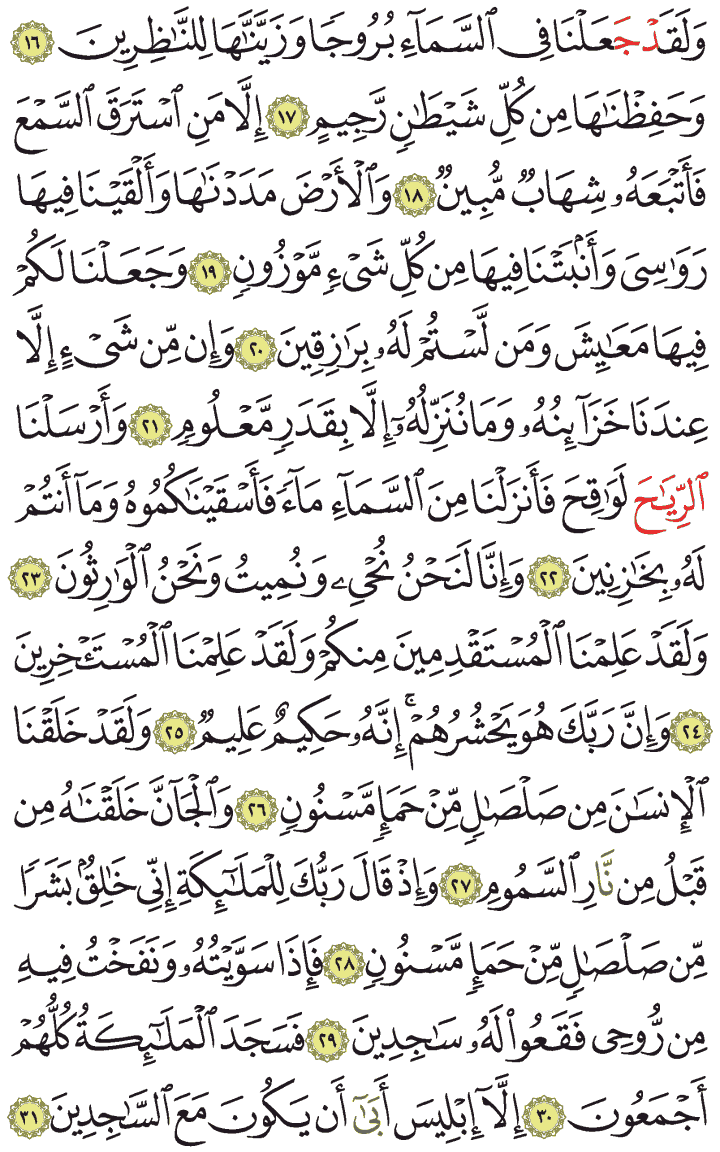 وَلَقَدْ جَعَلْنَا فِى ٱلسَّمَآءِ بُرُوجًا وَزَيَّنَّٰهَا لِلنَّٰظِرِينَ ١٦
وَحَفِظْنَٰهَا مِن كُلِّ شَيْطَٰنٍ رَّجِيمٍ ١٧ إِلَّا مَنِ ٱسْتَرَقَ ٱلسَّمْعَ
فَأَتْبَعَهُۥ شِهَابٌ مُّبِينٌ ١٨ وَٱلْأَرْضَ مَدَدْنَٰهَا وَأَلْقَيْنَا فِيهَا
رَوَٰسِىَ وَأَنۢبَتْنَا فِيهَا مِن كُلِّ شَىْءٍ مَّوْزُونٍ ١٩ وَجَعَلْنَا لَكُمْ
فِيهَا مَعَٰيِشَ وَمَن لَّسْتُمْ لَهُۥ بِرَٰزِقِينَ ٢٠ وَإِن مِّن شَىْءٍ إِلَّا
عِندَنَا خَزَآئِنُهُۥ وَمَا نُنَزِّلُهُۥٓ إِلَّا بِقَدَرٍ مَّعْلُومٍ ٢١ وَأَرْسَلْنَا
ٱلرِّيَٰحَ لَوَٰقِحَ فَأَنزَلْنَا مِنَ ٱلسَّمَآءِ مَآءً فَأَسْقَيْنَٰكُمُوهُ وَمَآ أَنتُمْ
لَهُۥ بِخَٰزِنِينَ ٢٢ وَإِنَّا لَنَحْنُ نُحْىِۦ وَنُمِيتُ وَنَحْنُ ٱلْوَٰرِثُونَ ٢٣
وَلَقَدْ عَلِمْنَا ٱلْمُسْتَقْدِمِينَ مِنكُمْ وَلَقَدْ عَلِمْنَا ٱلْمُسْتَـْٔخِرِينَ
٢٤ وَإِنَّ رَبَّكَ هُوَ يَحْشُرُهُمْ ۚ إِنَّهُۥ حَكِيمٌ عَلِيمٌ ٢٥ وَلَقَدْ خَلَقْنَا
ٱلْإِنسَٰنَ مِن صَلْصَٰلٍ مِّنْ حَمَإٍ مَّسْنُونٍ ٢٦ وَٱلْجَآنَّ خَلَقْنَٰهُ مِن
قَبْلُ مِن نَّارِ ٱلسَّمُومِ ٢٧ وَإِذْ قَالَ رَبُّكَ لِلْمَلَٰٓئِكَةِ إِنِّى خَٰلِقٌۢ بَشَرًا
مِّن صَلْصَٰلٍ مِّنْ حَمَإٍ مَّسْنُونٍ ٢٨ فَإِذَا سَوَّيْتُهُۥ وَنَفَخْتُ فِيهِ
مِن رُّوحِى فَقَعُوا۟ لَهُۥ سَٰجِدِينَ ٢٩ فَسَجَدَ ٱلْمَلَٰٓئِكَةُ كُلُّهُمْ
أَجْمَعُونَ ٣٠ إِلَّآ إِبْلِيسَ أَبَىٰٓ أَن يَكُونَ مَعَ ٱلسَّٰجِدِينَ ٣١